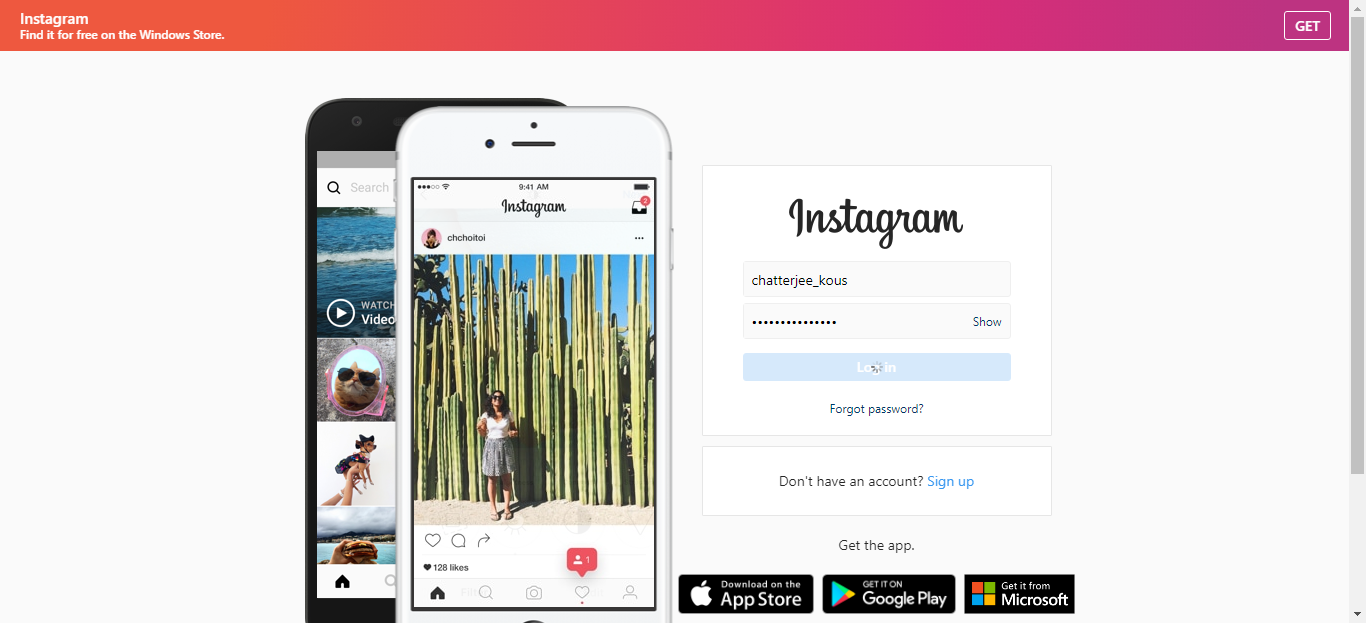 Instagram
Find it for free on the Windows Store.
GET
Search
WATCH
Video
9:41 AM
Instagram
2
chchoitoi
1
128 likes
Instagram
chatterjee_kous
•••••••••••••••
Show
Log in
Forgot password?
Don't have an account? Sign up
Get the app.
Download on the
App Store
GET IT ON
Google Play
Get it from
Microsoft